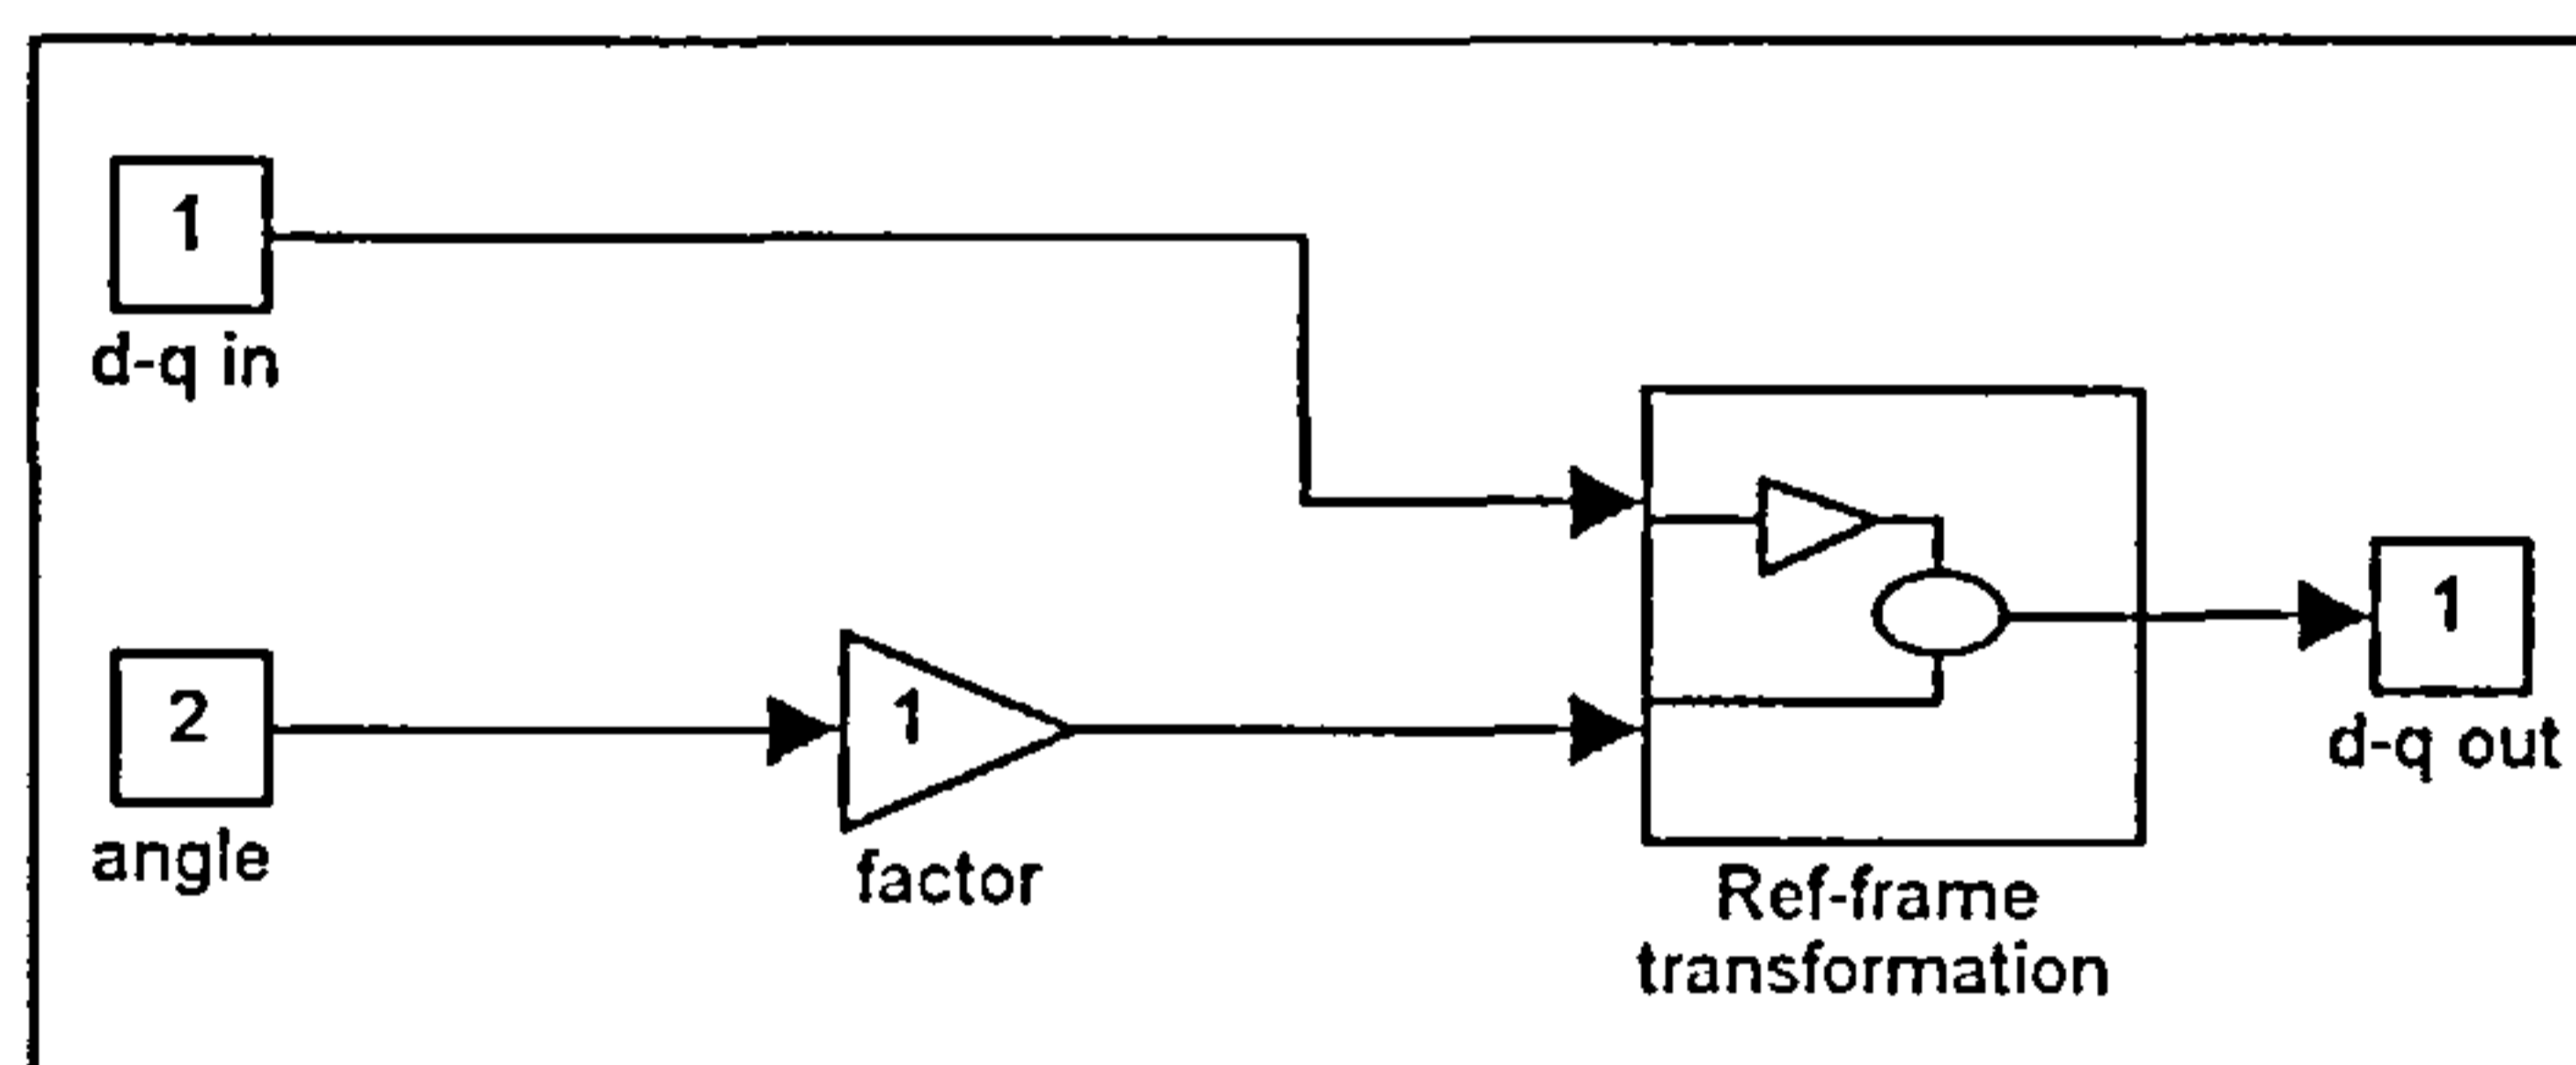 1
d-q in
2
angle
1
factor
Ref-frame
transformation
1
d-q out